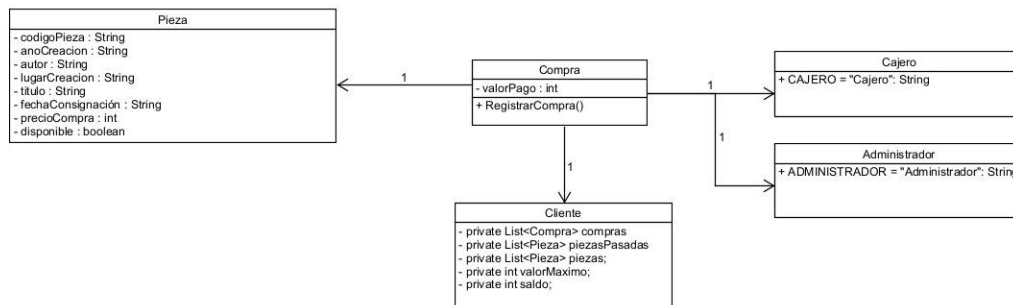 Pieza
- codigoPieza : String
- anoCreacion : String
- autor : String
- lugarCreacion : String
- titulo : String
- fechaConsignación : String
- precioCompra : int
- disponible : boolean
1
Compra
- valorPago : int
+ RegistrarCompra()
1
Cajero
+ CAJERO = "Cajero": String
1
Administrador
+ ADMINISTRADOR = "Administrador": String
1
Cliente
- private List<Compra> compras
- private List<Pieza> piezasPasadas
- private List<Pieza> piezas;
- private int valorMaximo;
- private int saldo;